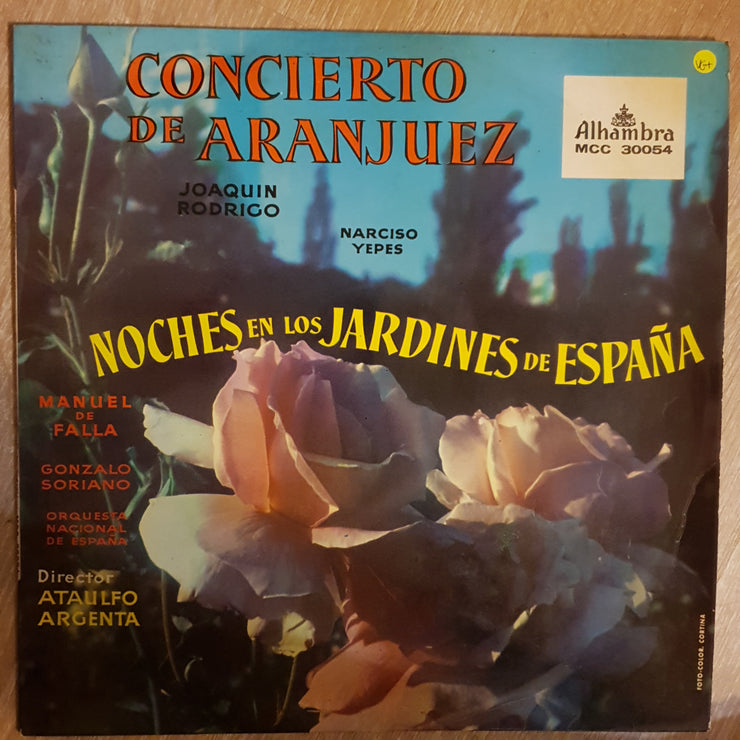 CONCIERTO
DE ARANJUEZ
VG+
Alhambra
MCC 30054
JOAQUIN
RODRIGO
NARCISO
YEPES
NOCHES EN LOS JARDINES DE ESPAÑA
MANUEL
DE
FALLA
GONZALO
SORIANO
ORQUESTA
NACIONAL
DE ESPAÑA
Director
ATAULFO
ARGENTA
FOTO-COLOR. CORTINA